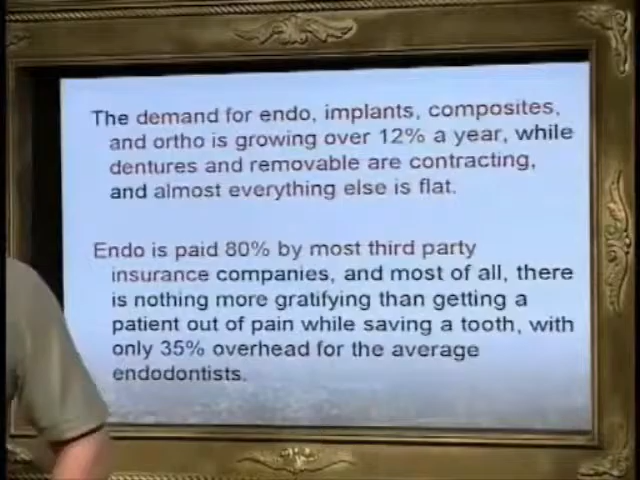 The demand for endo, implants, composites,
and ortho is growing over 12% a year, while
dentures and removable are contracting,
and almost everything else is flat.
Endo is paid 80% by most third party
insurance companies, and most of all, there
is nothing more gratifying than getting a
patient out of pain while saving a tooth, with
only 35% overhead for the average
endodontists.